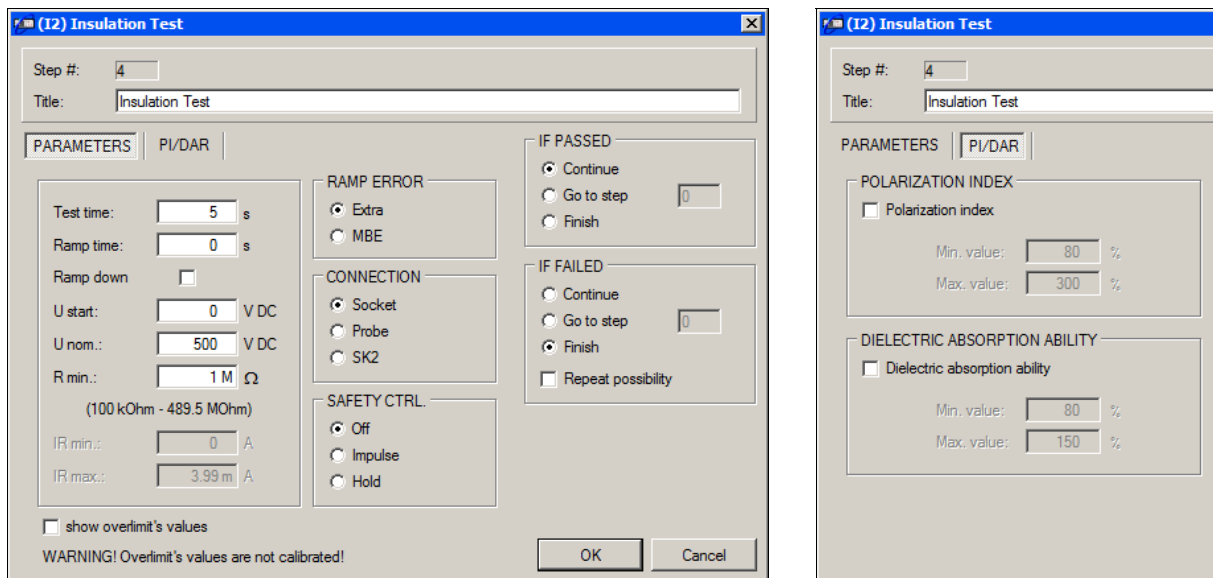 (I2) Insulation Test
Step #: 4
Title: Insulation Test
PARAMETERS PI/DAR
Test time: 5 s
Ramp time: 0 s
Ramp down
U start: 0 V DC
U nom.: 500 V DC
R min.: 1 M Ω
(100 kOhm - 489.5 MOhm)
IR min.: 0 A
IR max.: 3.99 m A
RAMP ERROR
Extra
MBE
CONNECTION
Socket
Probe
SK2
SAFETY CTRL.
Off
Impulse
Hold
IF PASSED
Continue
Go to step 0
Finish
IF FAILED
Continue
Go to step 0
Finish
Repeat possibility
show overlimit's values
WARNING! Overlimit's values are not calibrated!
OK Cancel
(I2) Insulation Test
Step #: 4
Title: Insulation Test
PARAMETERS PI/DAR
POLARIZATION INDEX
Polarization index
Min. value: 80 %
Max. value: 300 %
DIELECTRIC ABSORPTION ABILITY
Dielectric absorption ability
Min. value: 80 %
Max. value: 150 %